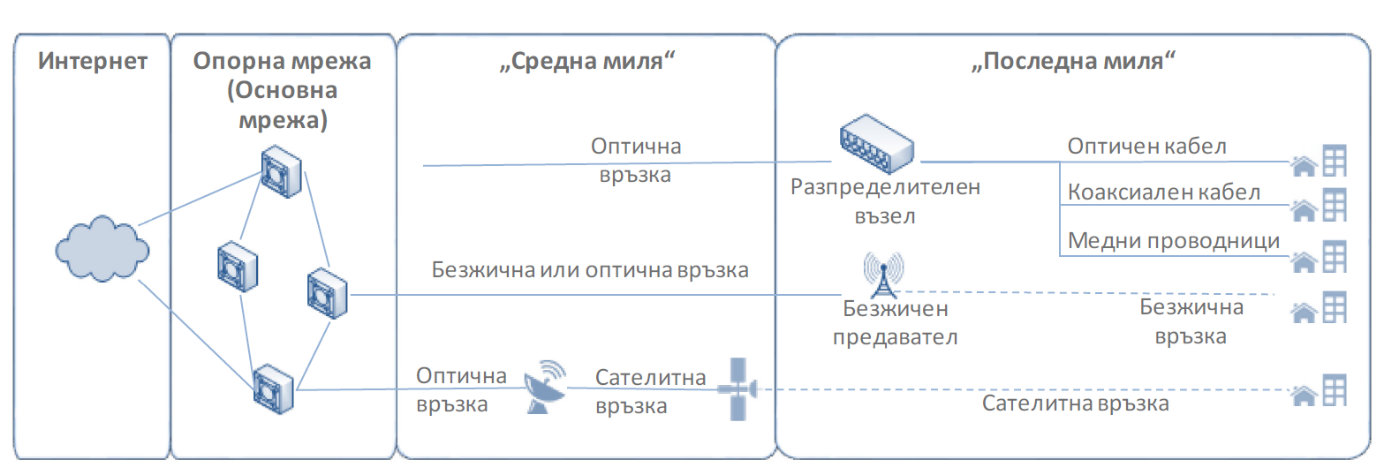 Интернет
Опорна мрежа
(Основна
мрежа)
„Средна миля“
„Последна миля“
Оптична
връзка
Разпределителен
възел
Оптичен кабел
Коаксиален кабел
Медни проводници
Безжична или оптична връзка
Безжичен
предавател
Безжична
връзка
Оптична
връзка
Сателитна
връзка
Сателитна връзка